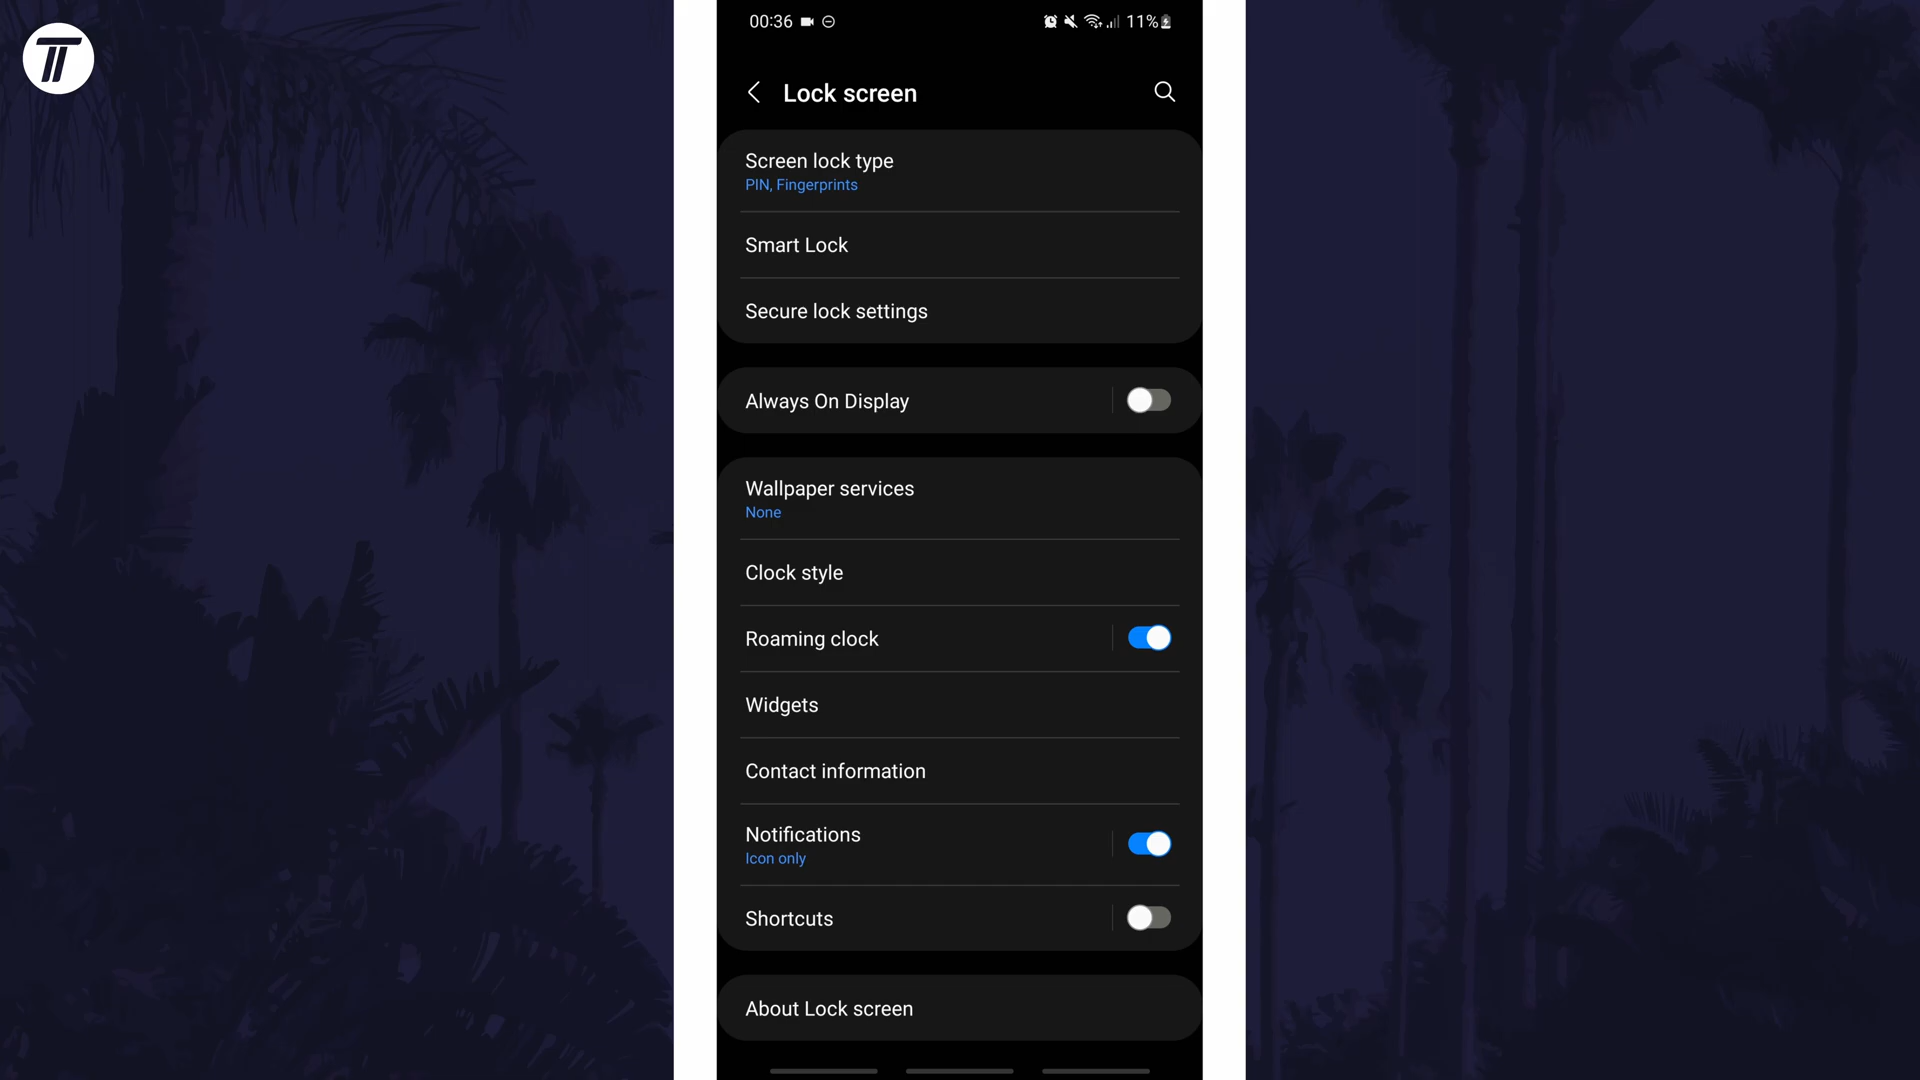 00:36
11%
Lock screen
Screen lock type
PIN, Fingerprints
Smart Lock
Secure lock settings
Always On Display
Wallpaper services
None
Clock style
Roaming clock
Widgets
Contact information
Notifications
Icon only
Shortcuts
About Lock screen